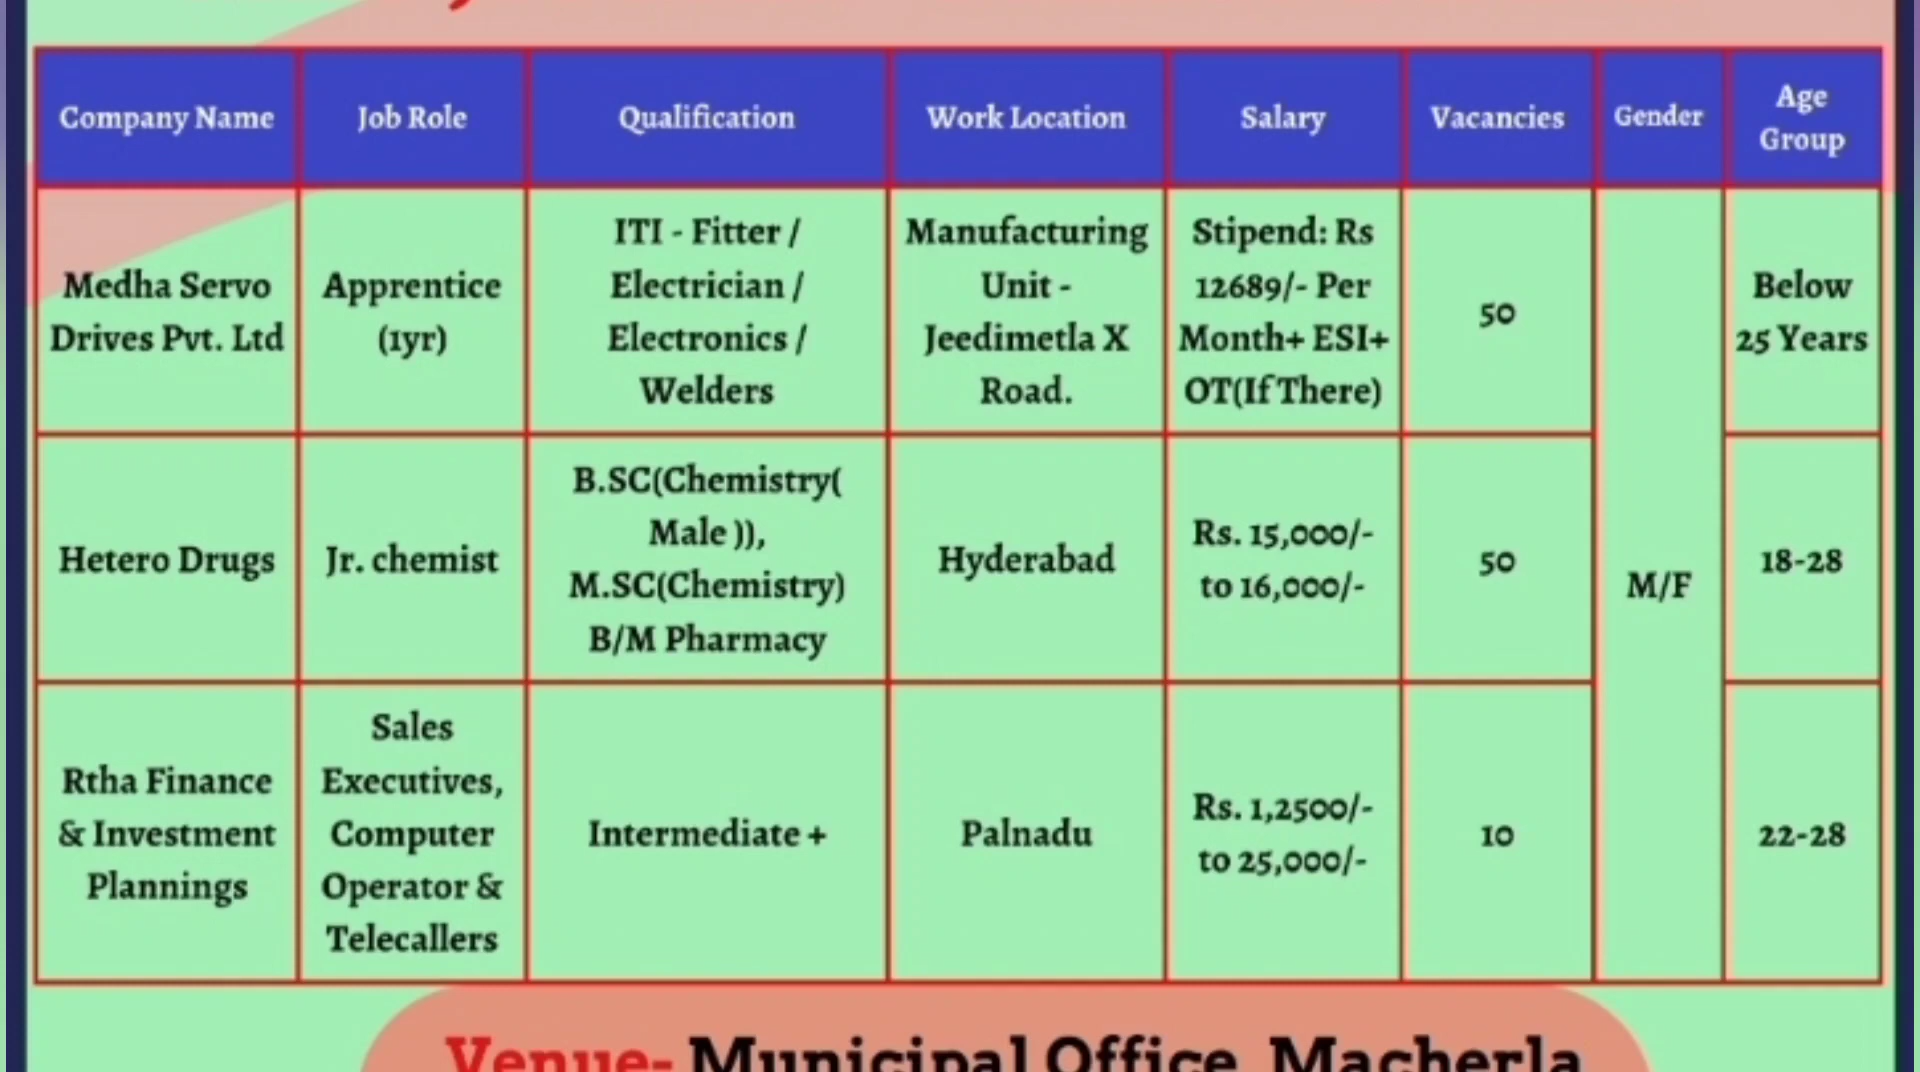 Company Name
Job Role
Qualification
Work Location
Salary
Vacancies
Gender
Age
Group
Medha Servo
Drives Pvt. Ltd
Apprentice
(1yr)
ITI - Fitter /
Electrician /
Electronics /
Welders
Manufacturing
Unit -
Jeedimetla X
Road.
Stipend: Rs
12689/- Per
Month+ ESI+
OT(If There)
50
M/F
Below
25 Years
Hetero Drugs
Jr. chemist
B.SC(Chemistry(
Male )),
M.SC(Chemistry)
B/M Pharmacy
Hyderabad
Rs. 15,000/-
to 16,000/-
50
18-28
Rtha Finance
& Investment
Plannings
Sales
Executives,
Computer
Operator &
Telecallers
Intermediate +
Palnadu
Rs. 1,2500/-
to 25,000/-
10
22-28
Venue- Municipal Office, Macherla